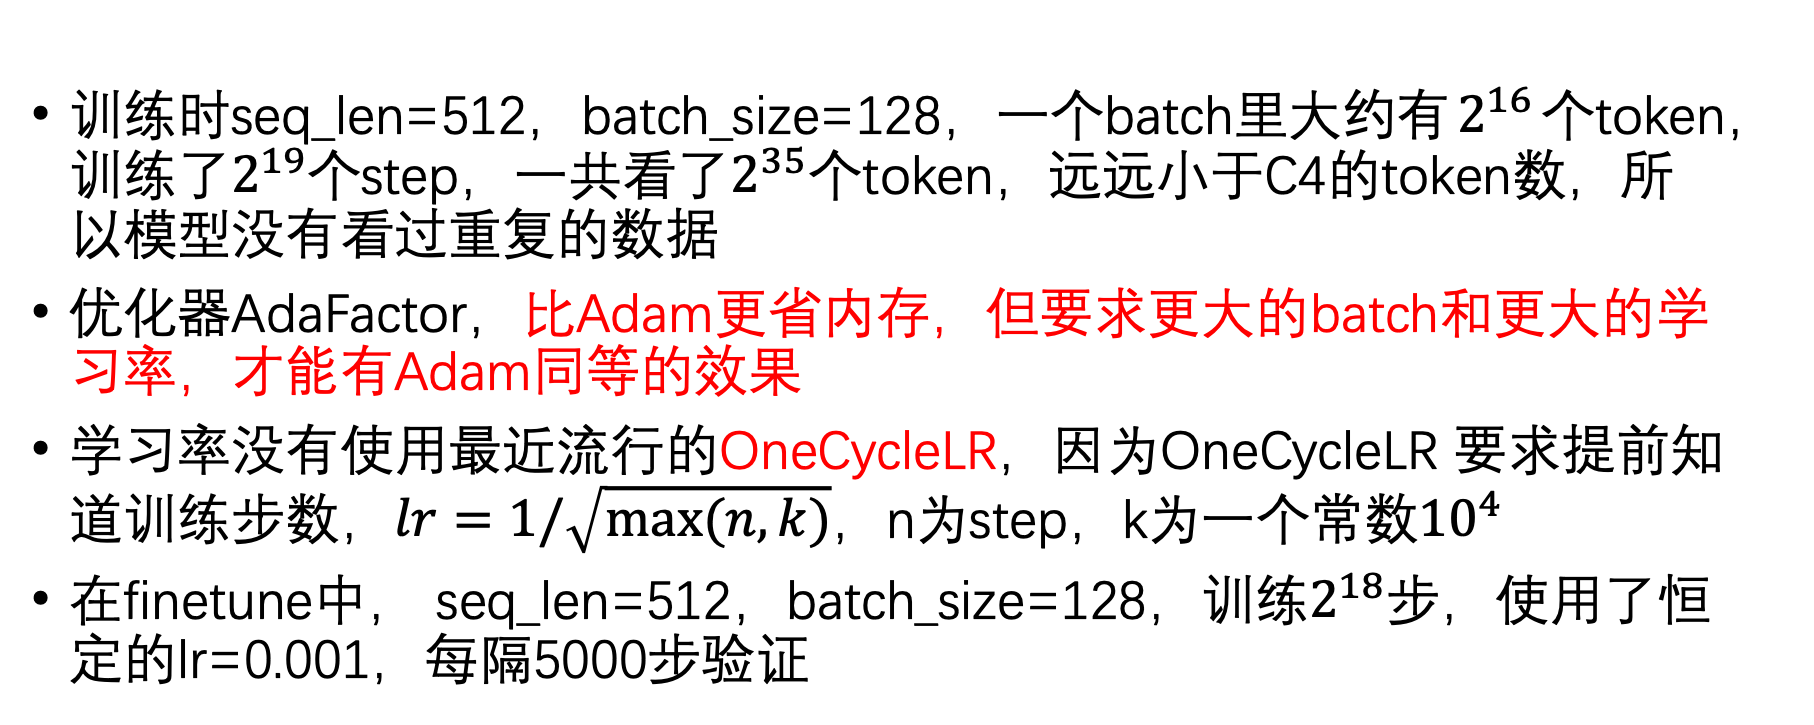 • 训练时seq_len=512，batch_size=128，一个batch里大约有2^16个token，
训练了2^19个step，一共看了2^35个token，远远小于C4的token数，所
以模型没有看过重复的数据
• 优化器AdaFactor，比Adam更省内存，但要求更大的batch和更大的学
习率，才能有Adam同等的效果
• 学习率没有使用最近流行的OneCycleLR，因为OneCycleLR 要求提前知
道训练步数，lr = 1/√max(n, k)，n为step，k为一个常数10^4
• 在finetune中， seq_len=512，batch_size=128，训练2^18步，使用了恒
定的lr=0.001，每隔5000步验证